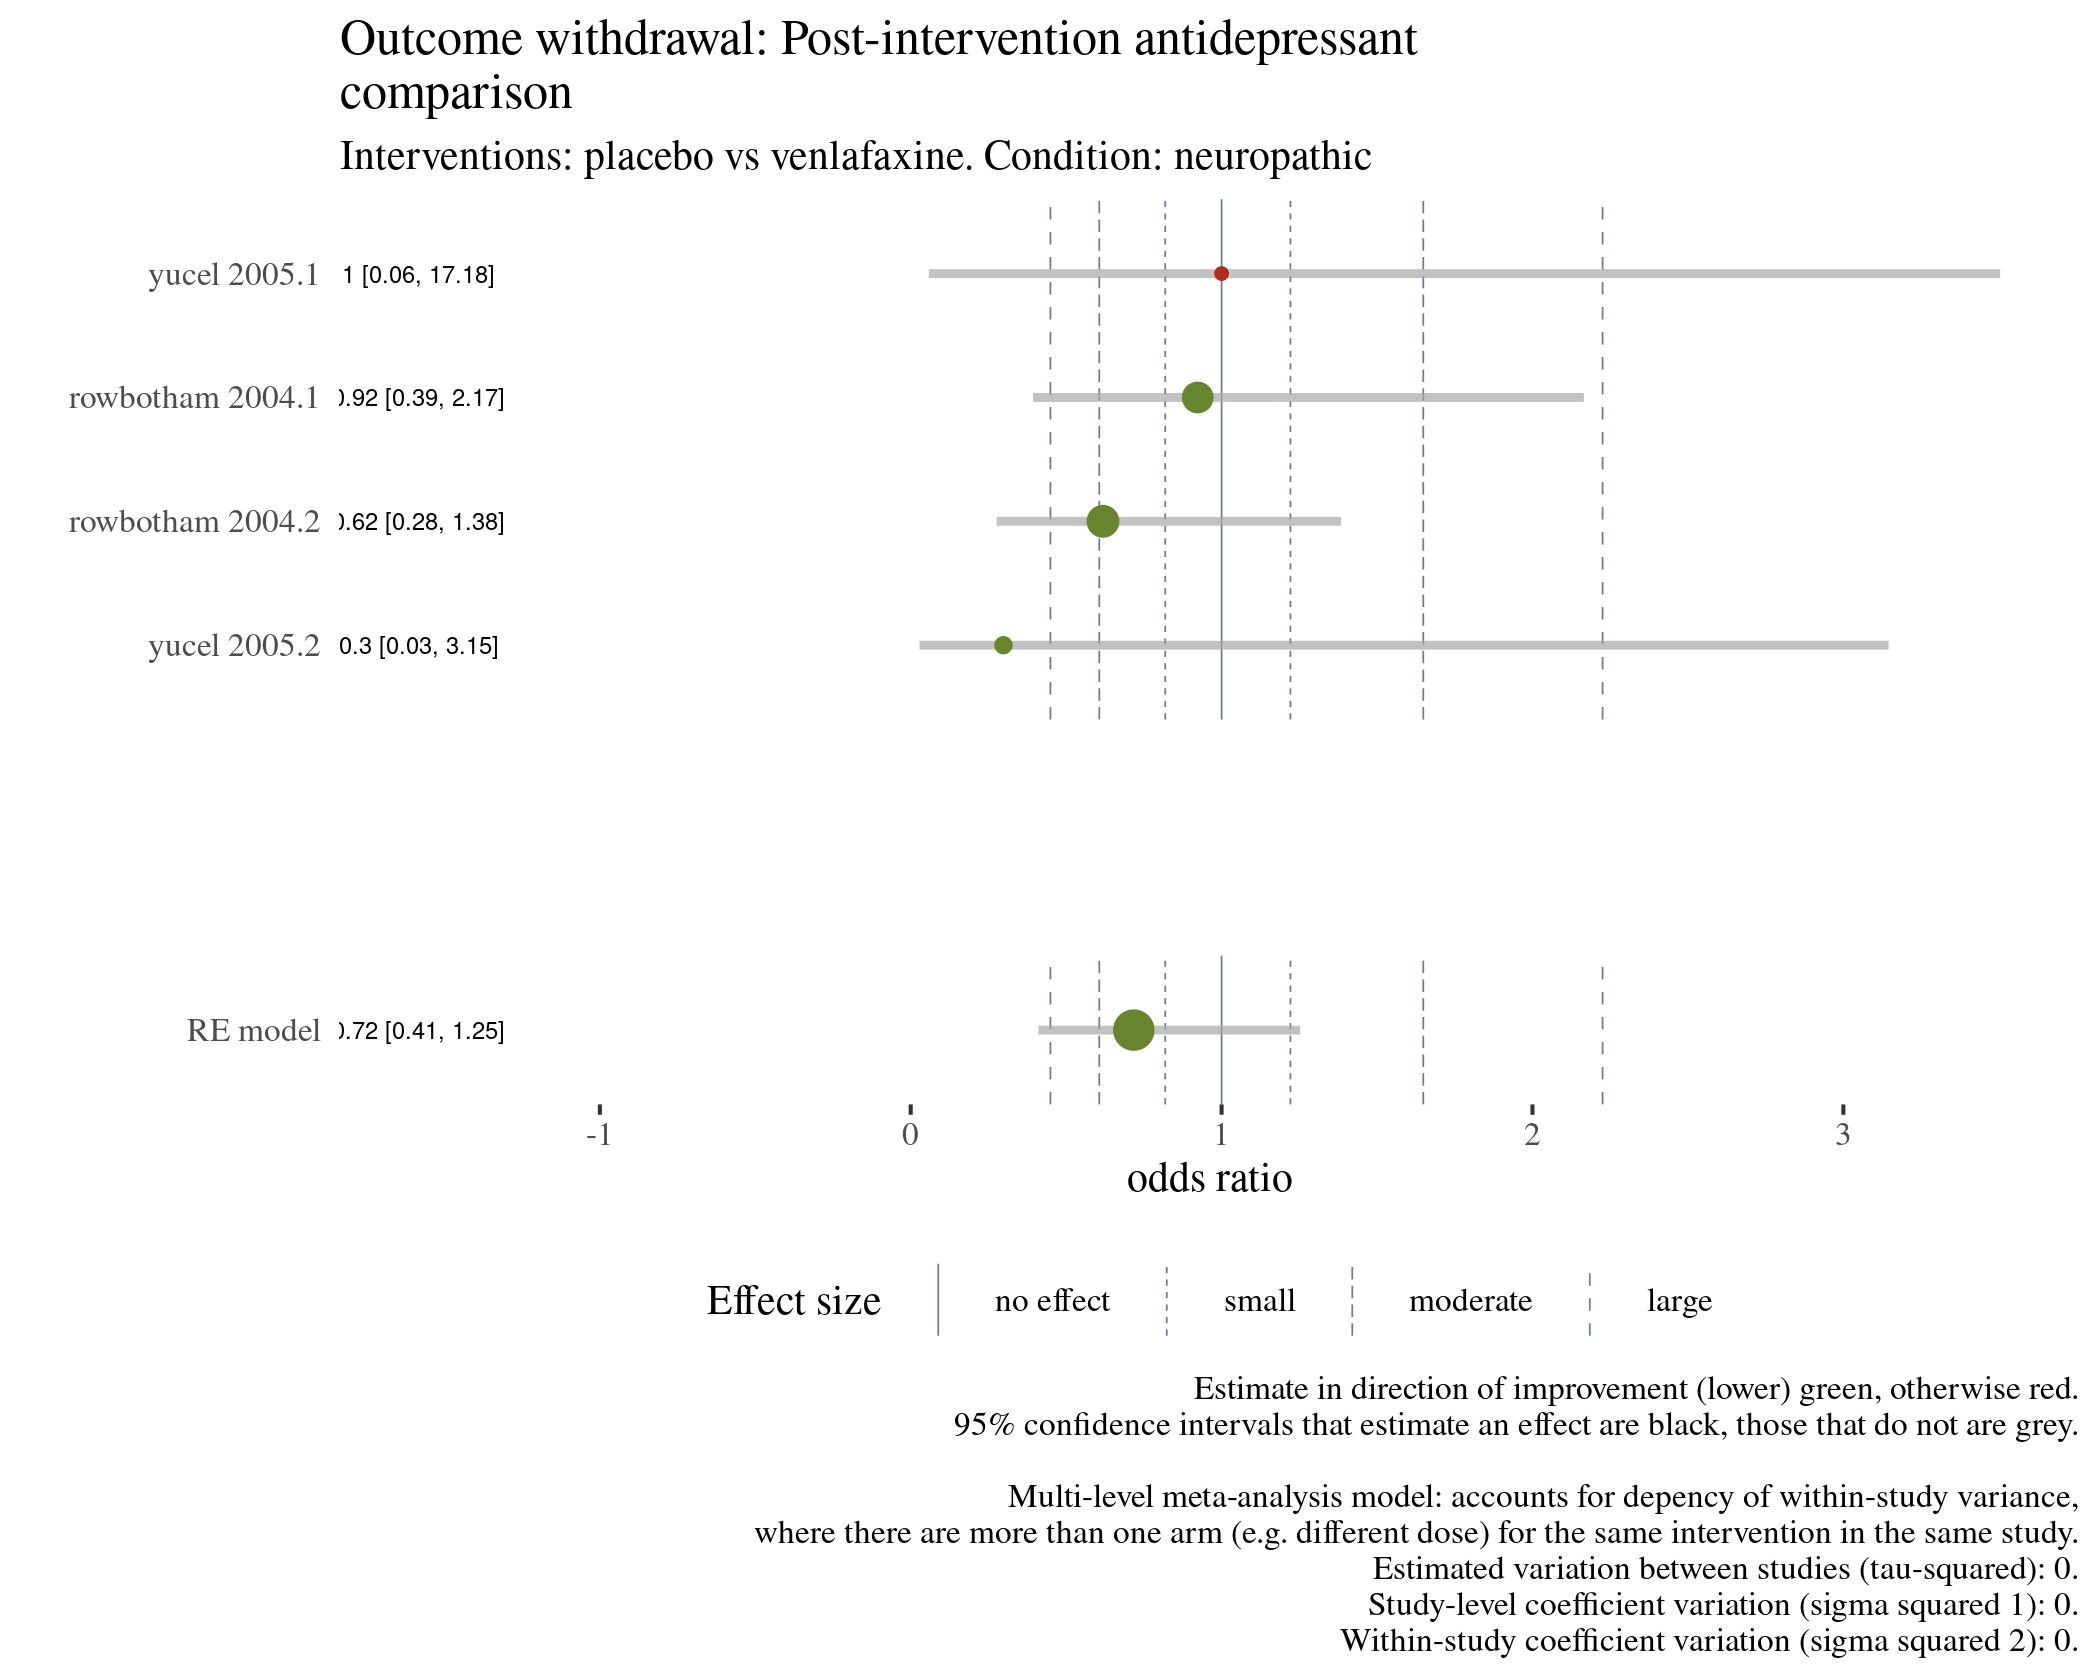 Outcome withdrawal: Post-intervention antidepressant
comparison
Interventions: placebo vs venlafaxine. Condition: neuropathic
yucel 2005.1 1 [0.06, 17.18]
rowbotham 2004.1 0.92 [0.39, 2.17]
rowbotham 2004.2 0.62 [0.28, 1.38]
yucel 2005.2 0.3 [0.03, 3.15]
RE model 0.72 [0.41, 1.25]
-1 0 1 2 3
odds ratio
Effect size no effect small moderate large
Estimate in direction of improvement (lower) green, otherwise red.
95% confidence intervals that estimate an effect are black, those that do not are grey.
Multi-level meta-analysis model: accounts for depency of within-study variance,
where there are more than one arm (e.g. different dose) for the same intervention in the same study.
Estimated variation between studies (tau-squared): 0.
Study-level coefficient variation (sigma squared 1): 0.
Within-study coefficient variation (sigma squared 2): 0.